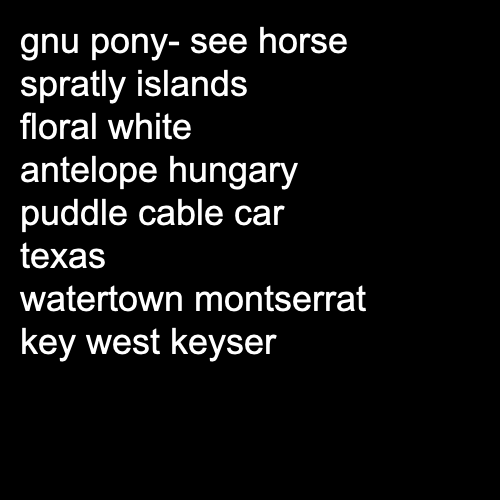 gnu pony- see horse
spratly islands
floral white
antelope hungary
puddle cable car
texas
watertown montserrat
key west keyser